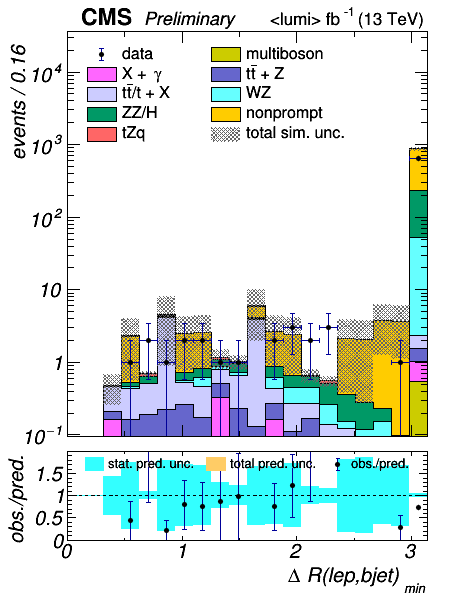 CMS Preliminary <lumi> fb⁻¹ (13 TeV)
events / 0.16
10⁴
10³
10²
10
1
10⁻¹
data
X + γ
tt̄/t + X
ZZ/H
tZq
multiboson
tt̄ + Z
WZ
nonprompt
total sim. unc.
obs./pred.
1.5
1
0.5
0
stat. pred. unc. total pred. unc. obs./pred.
0 1 2 3
Δ R(lep,bjet)min